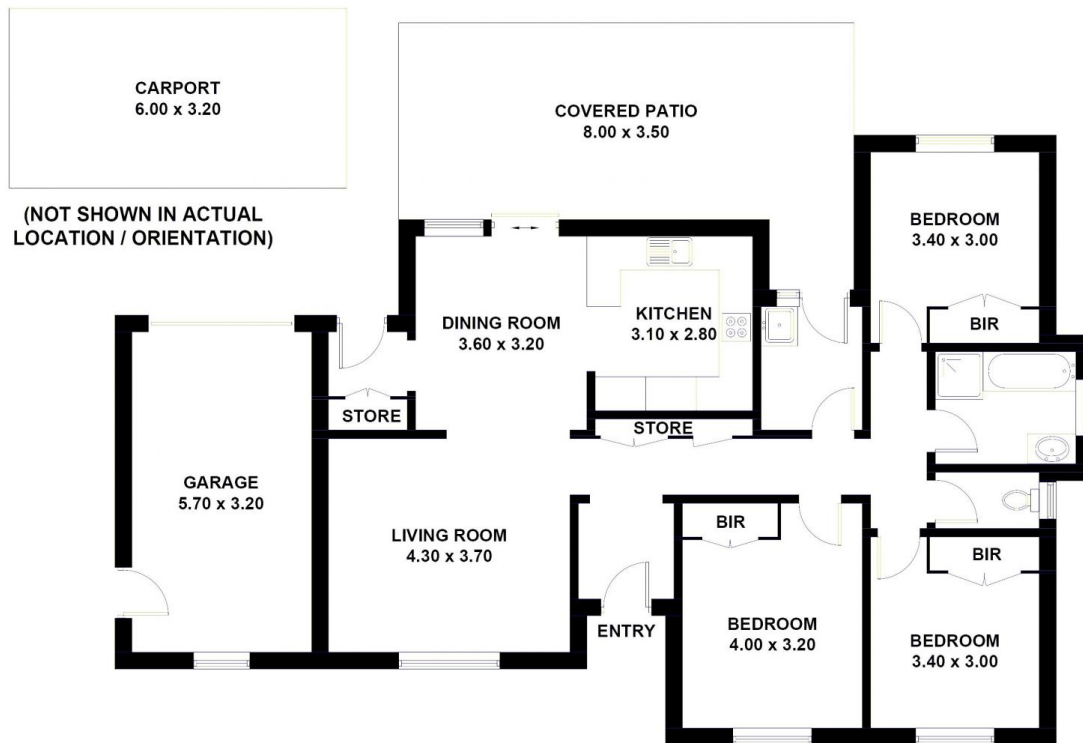 CARPORT
6.00 x 3.20
(NOT SHOWN IN ACTUAL
LOCATION / ORIENTATION)
COVERED PATIO
8.00 x 3.50
BEDROOM
3.40 x 3.00
BIR
DINING ROOM
3.60 x 3.20
KITCHEN
3.10 x 2.80
STORE
STORE
GARAGE
5.70 x 3.20
LIVING ROOM
4.30 x 3.70
ENTRY
BIR
BEDROOM
4.00 x 3.20
BIR
BEDROOM
3.40 x 3.00